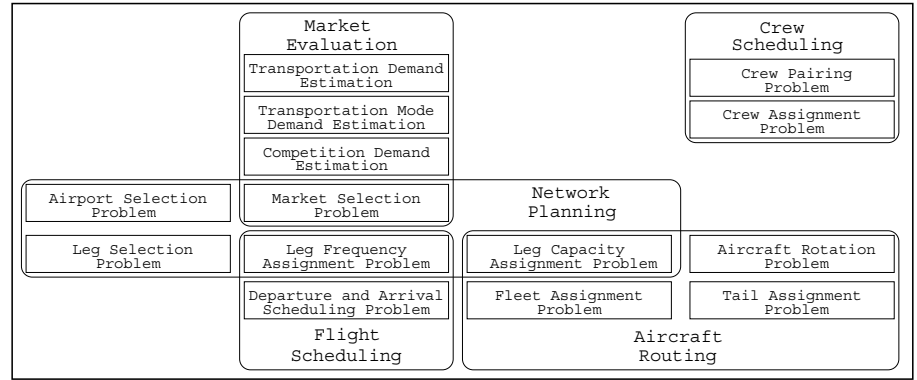 Market
Evaluation
Transportation Demand
Estimation
Transportation Mode
Demand Estimation
Competition Demand
Estimation
Crew
Scheduling
Crew Pairing
Problem
Crew Assignment
Problem
Airport Selection
Problem
Market Selection
Problem
Network
Planning
Leg Selection
Problem
Leg Frequency
Assignment Problem
Leg Capacity
Assignment Problem
Aircraft Rotation
Problem
Departure and Arrival
Scheduling Problem
Fleet Assignment
Problem
Tail Assignment
Problem
Flight
Scheduling
Aircraft
Routing